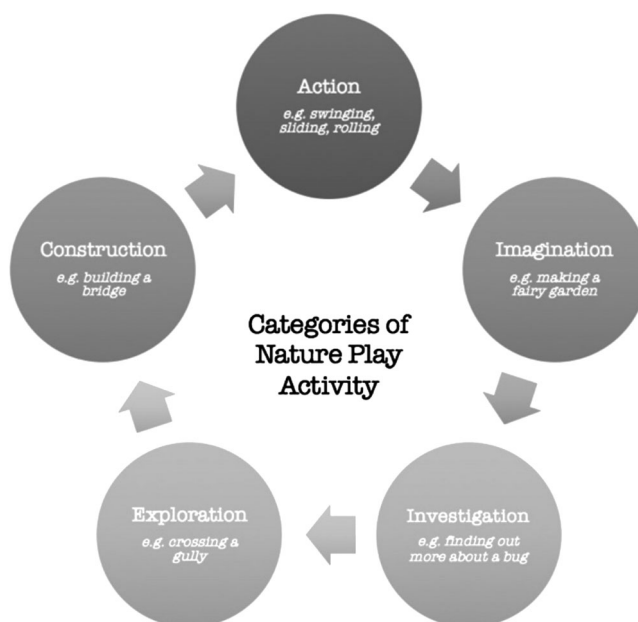 Action
e.g. swinging,
sliding, rolling
Imagination
e.g. making a
fairy garden
Investigation
e.g. finding out
more about a bug
Exploration
e.g. crossing a
gully
Construction
e.g. building a
bridge
Categories of
Nature Play
Activity